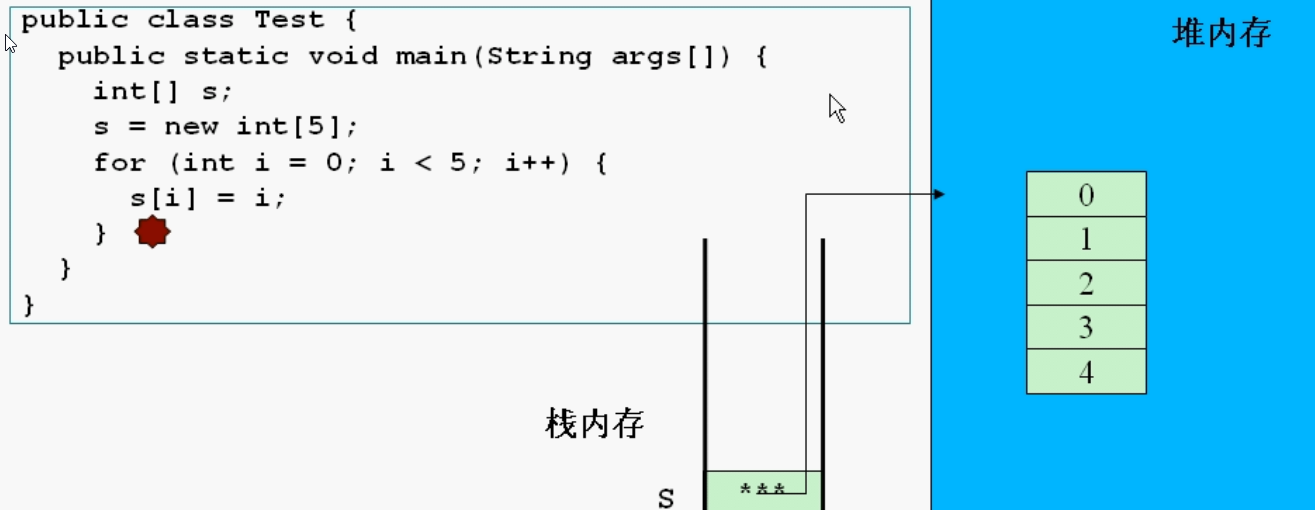 public class Test {
public static void main(String args[]) {
int[] s;
s = new int[5];
for (int i = 0; i < 5; i++) {
s[i] = i;
}
}
}
堆内存
0
1
2
3
4
栈内存
S
***